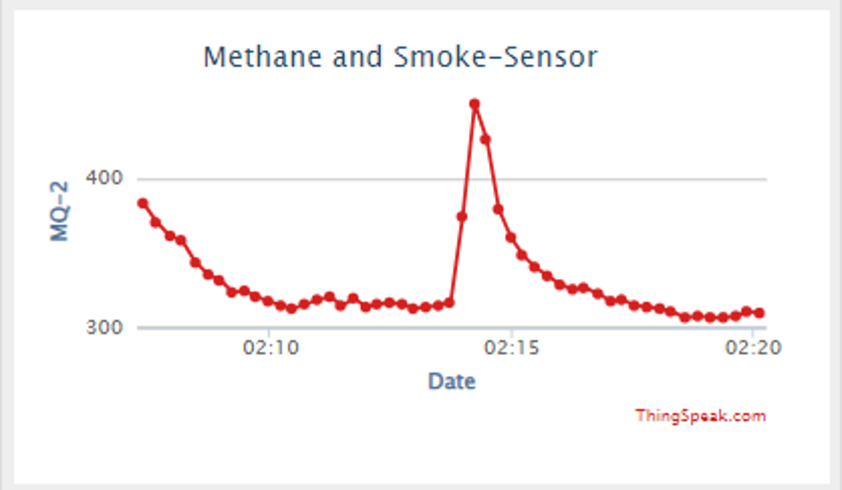 Methane and Smoke-Sensor
400
MQ-2
300
02:10 02:15 02:20
Date
ThingSpeak.com